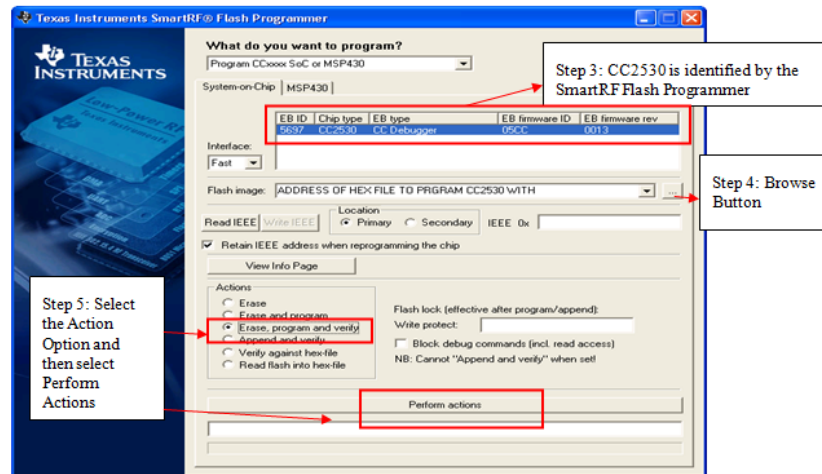 Texas Instruments SmartRF® Flash Programmer
TEXAS
INSTRUMENTS
Low-Power RF
Texas Instruments
What do you want to program?
Program CCxxxx SoC or MSP430
System-on-Chip MSP430
EB ID Chip type EB type EB firmware ID EB firmware rev
5697 CC2530 CC Debugger 05CC 0013
Interface:
Fast
Flash image: ADDRESS OF HEX FILE TO PRGRAM CC2530 WITH ...
Read IEEE Write IEEE Location Primary Secondary IEEE 0x
Retain IEEE address when reprogramming the chip
View Info Page
Actions
Erase
Erase and program
Erase, program and verify
Append and verify
Verify against hex-file
Read flash into hex-file
Flash lock (effective after program/append):
Write protect:
Block debug commands (incl. read access)
NB: Cannot "Append and verify" when set!
Perform actions
Step 3: CC2530 is identified by the
SmartRF Flash Programmer
Step 4: Browse
Button
Step 5: Select
the Action
Option and
then select
Perform
Actions